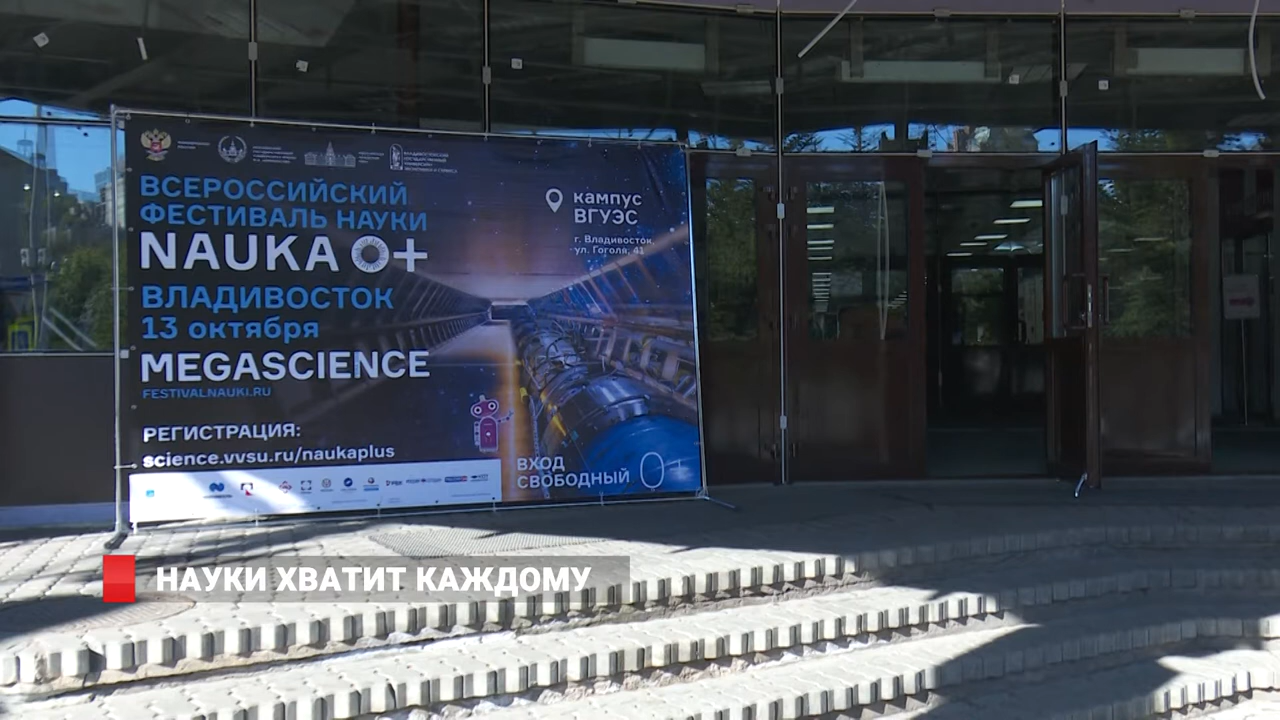 ВСЕРОССИЙСКИЙ
ФЕСТИВАЛЬ НАУКИ
NAUKA 0+
ВЛАДИВОСТОК
13 октября
MEGASCIENCE
FESTIVALNAUKI.RU
РЕГИСТРАЦИЯ:
science.vvsu.ru/naukaplus
кампус
ВГУЭС
г. Владивосток,
ул. Гоголя, 41
ВХОД
СВОБОДНЫЙ 0+
НАУКИ ХВАТИТ КАЖДОМУ